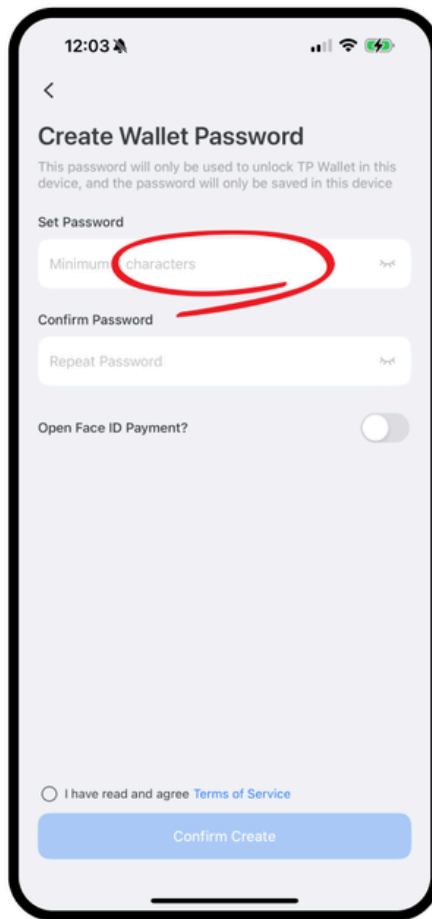 12:03
Create Wallet Password
This password will only be used to unlock TP Wallet in this
device, and the password will only be saved in this device
Set Password
Minimum characters
Confirm Password
Repeat Password
Open Face ID Payment?
I have read and agree Terms of Service
Confirm Create